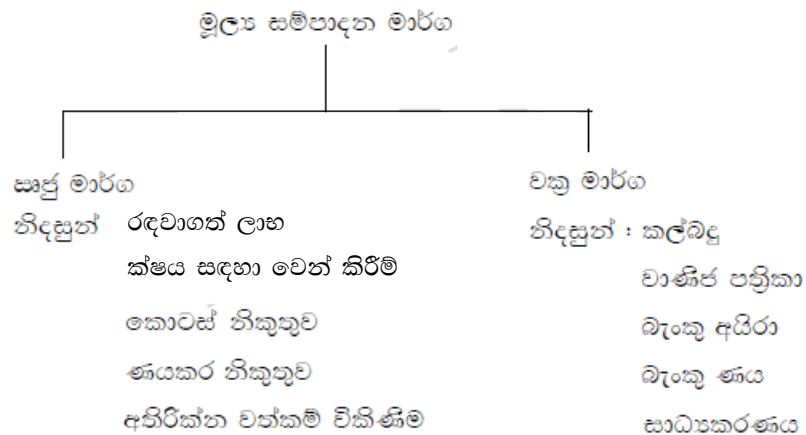 මූල්‍ය සම්පාදන මාර්ග
ඍජු මාර්ග
නිදසුන් රඳවාගත් ලාභ
ක්ෂය සඳහා වෙන් කිරීම්
කොටස් නිකුතුව
ණයකර නිකුතුව
අතිරික්න වත්කම් විකිණිම
වක්‍ර මාර්ග
නිදසුන් : කල්බදු
වාණිජ පත්‍රිකා
බැංකු අයිරා
බැංකු ණය
සාධ්‍යකරණය